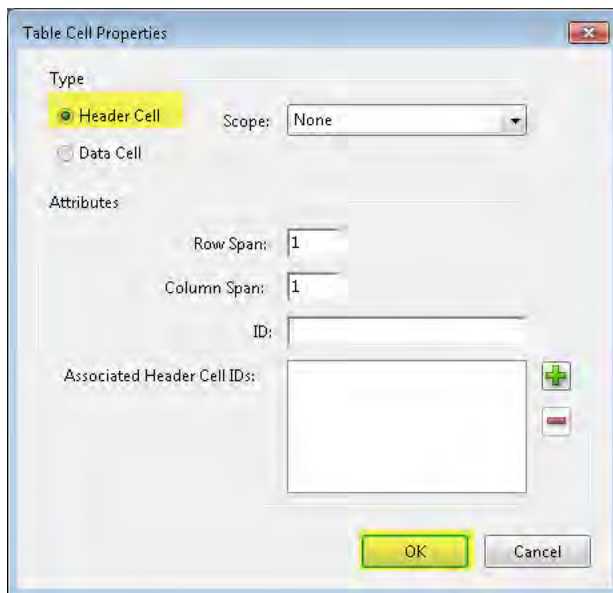 Table Cell Properties
Type
Header Cell
Scope: None
Data Cell
Attributes
Row Span: 1
Column Span: 1
ID:
Associated Header Cell IDs:
OK Cancel